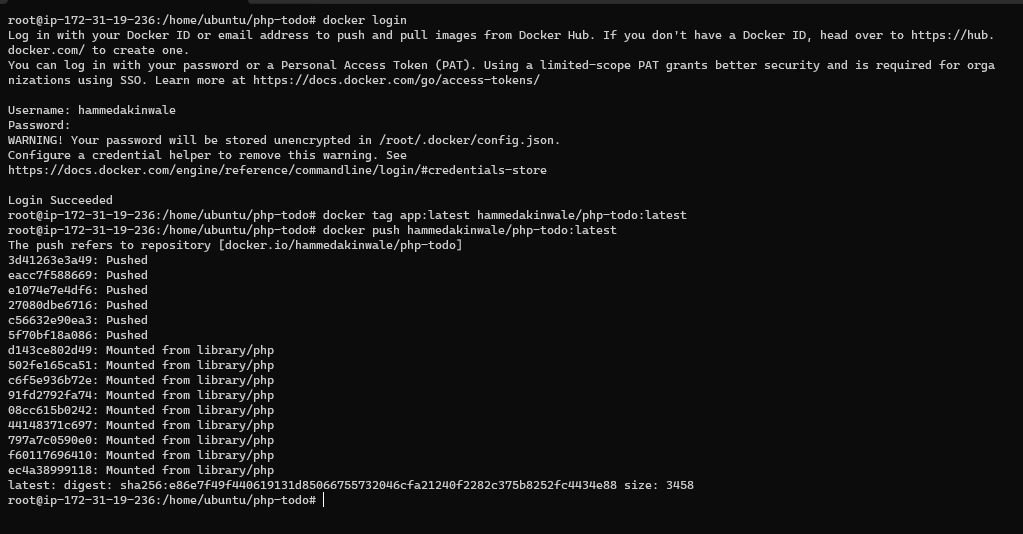 root@ip-172-31-19-236:/home/ubuntu/php-todo# docker login
Log in with your Docker ID or email address to push and pull images from Docker Hub. If you don't have a Docker ID, head over to https://hub.
docker.com/ to create one.
You can log in with your password or a Personal Access Token (PAT). Using a limited-scope PAT grants better security and is required for orga
nizations using SSO. Learn more at https://docs.docker.com/go/access-tokens/
Username: hammedakinwale
Password:
WARNING! Your password will be stored unencrypted in /root/.docker/config.json.
Configure a credential helper to remove this warning. See
https://docs.docker.com/engine/reference/commandline/login/#credentials-store
Login Succeeded
root@ip-172-31-19-236:/home/ubuntu/php-todo# docker tag app:latest hammedakinwale/php-todo:latest
root@ip-172-31-19-236:/home/ubuntu/php-todo# docker push hammedakinwale/php-todo:latest
The push refers to repository [docker.io/hammedakinwale/php-todo]
3d41263e3a49: Pushed
eacc7f588669: Pushed
e1074e7e4df6: Pushed
27080dbe6716: Pushed
c56632e90ea3: Pushed
5f70bf18a086: Pushed
d143ce802d49: Mounted from library/php
502fe165ca51: Mounted from library/php
c6f5e936b72e: Mounted from library/php
91fd2792fa74: Mounted from library/php
08cc615b0242: Mounted from library/php
44148371c697: Mounted from library/php
797a7c0590e0: Mounted from library/php
f60117696410: Mounted from library/php
ec4a38999118: Mounted from library/php
latest: digest: sha256:e86e7f49f440619131d85066755732046cfa21240f2282c375b8252fc4434e88 size: 3458
root@ip-172-31-19-236:/home/ubuntu/php-todo#